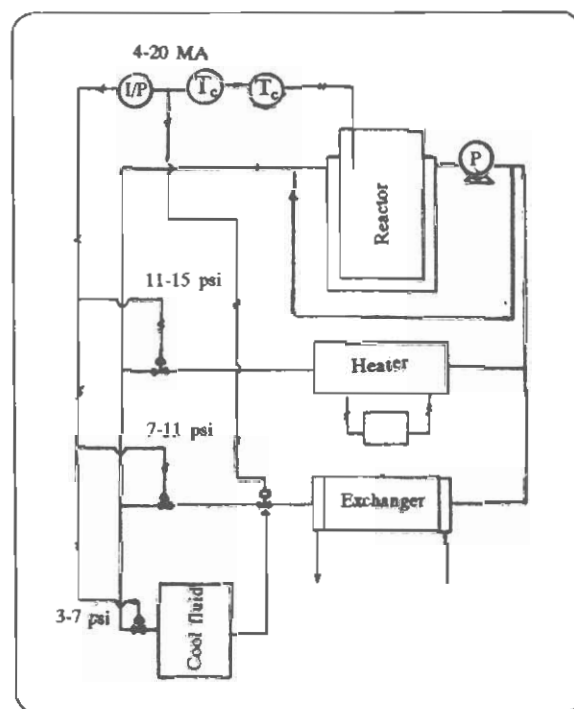 4-20 MA
I/P
Tc
Tc
P
Reactor
11-15 psi
Heater
7-11 psi
Exchanger
3-7 psi
Cool fluid